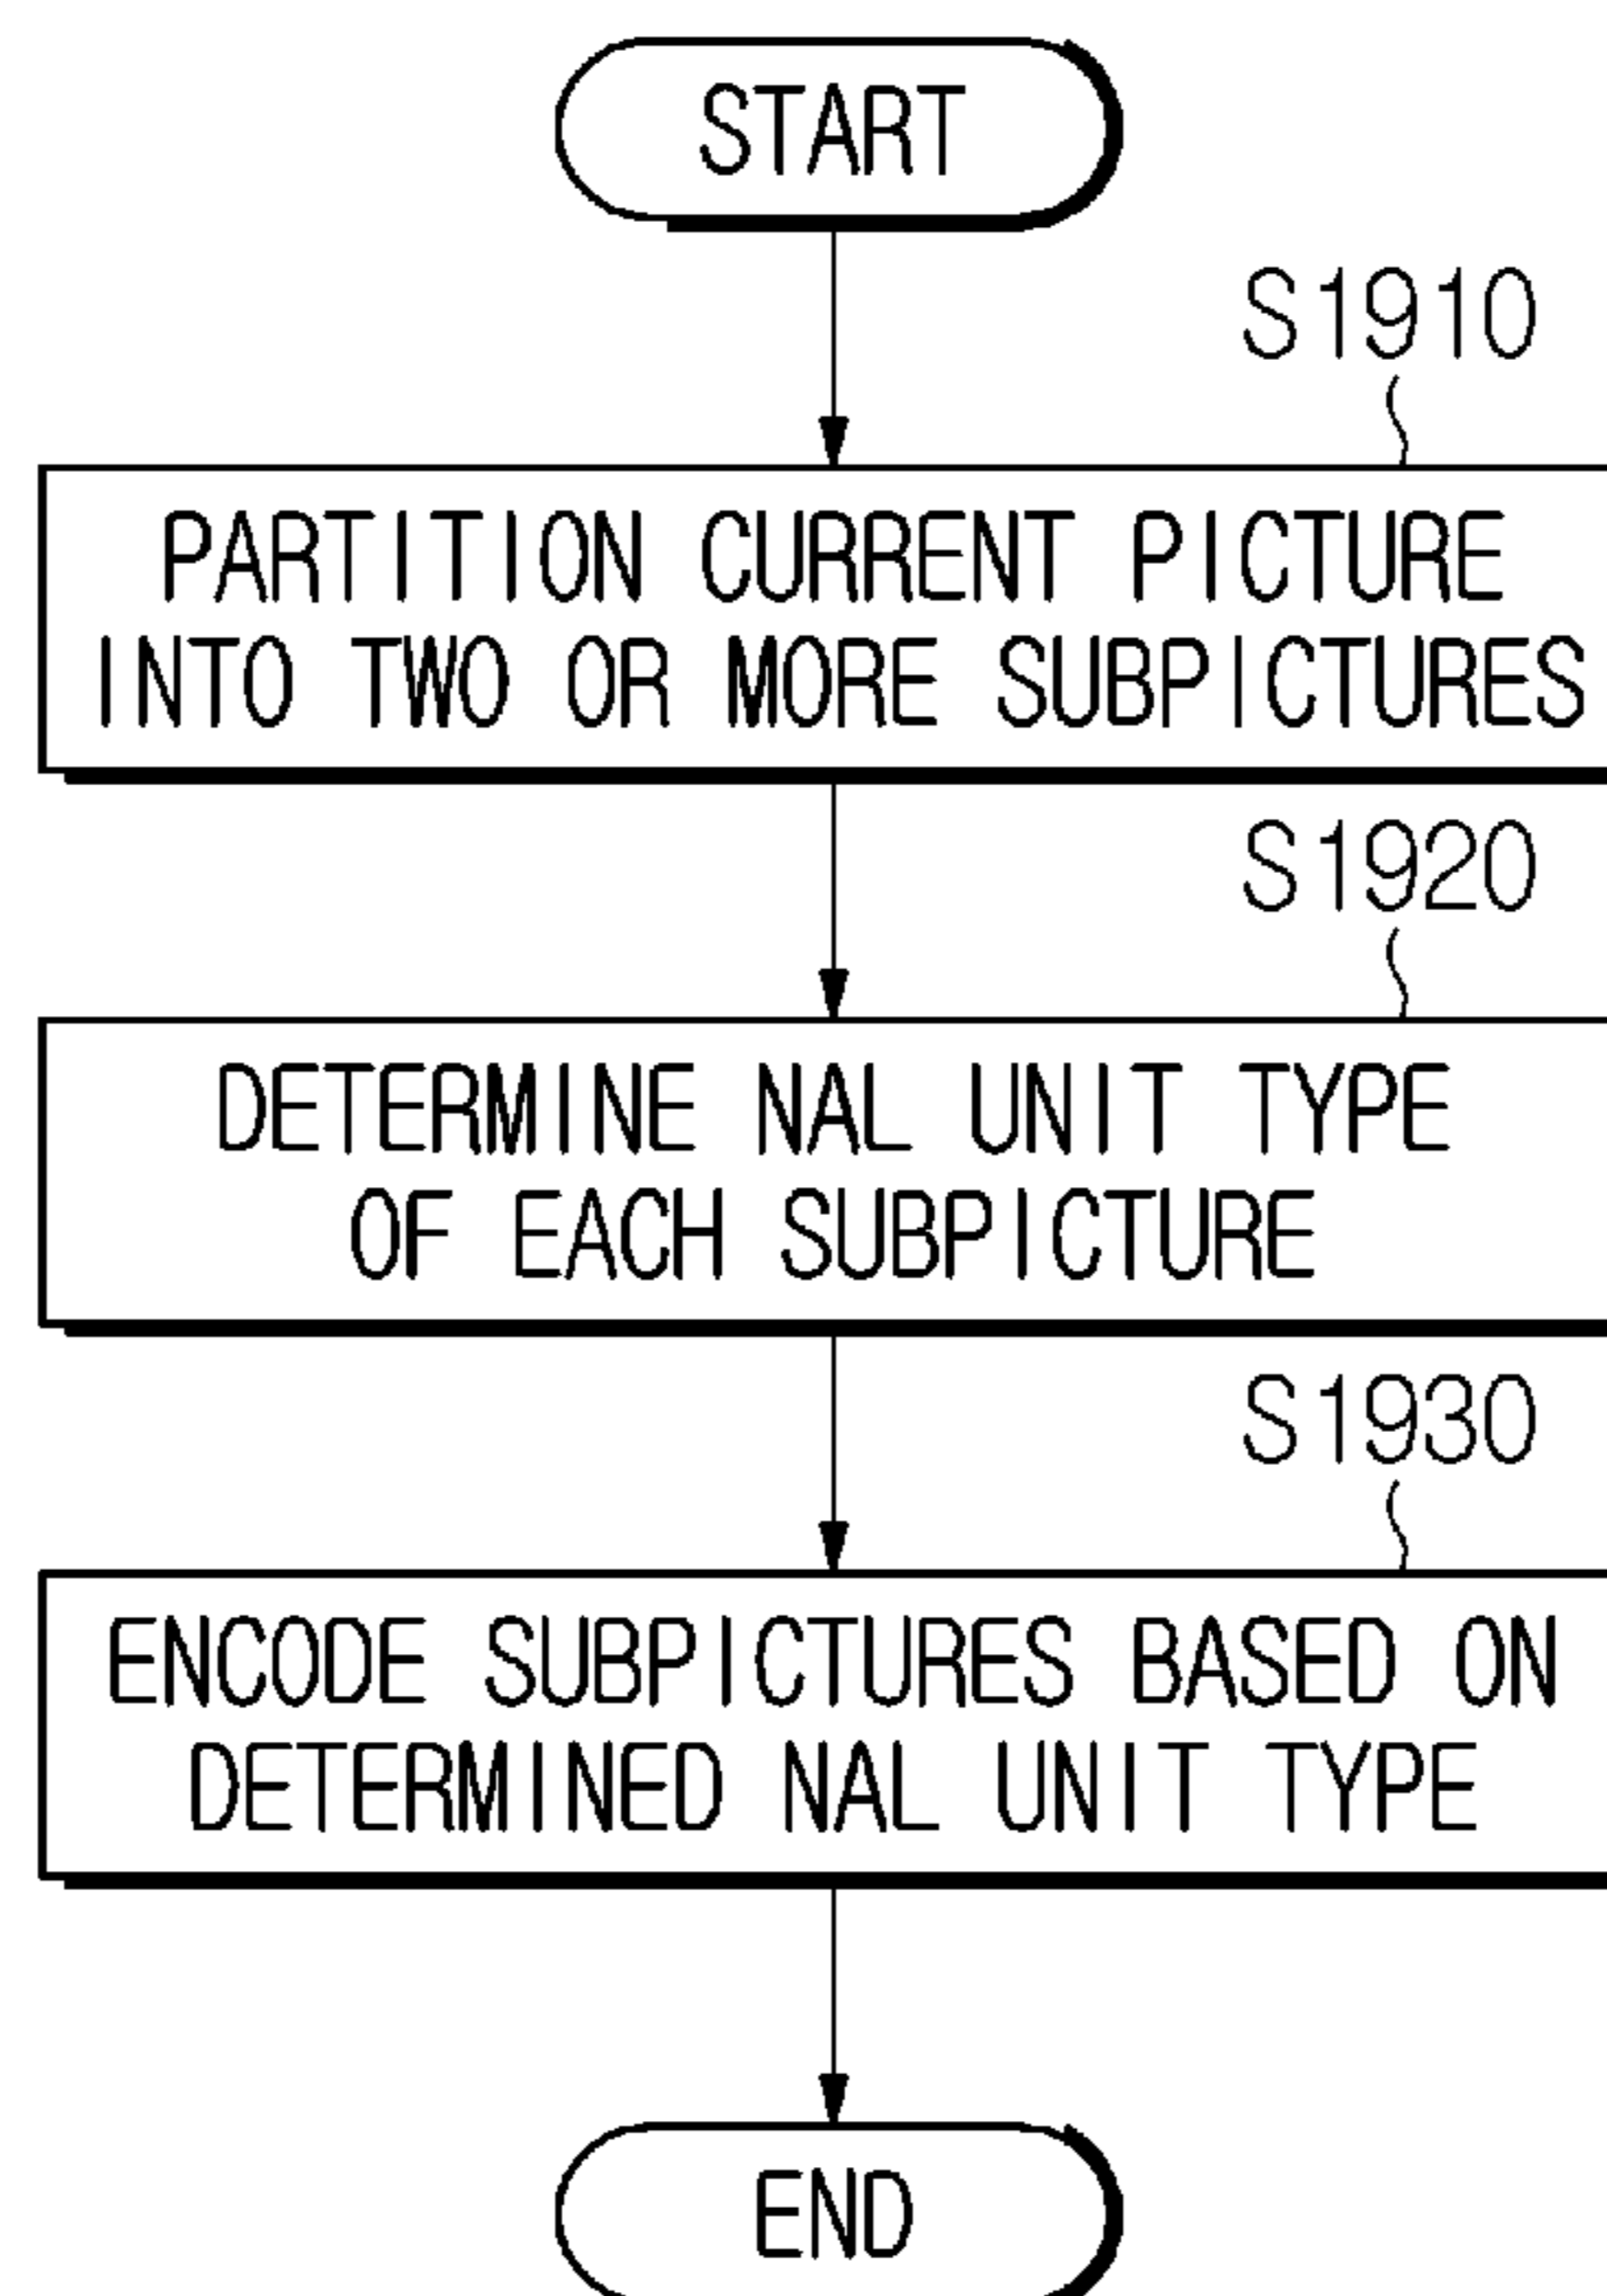 START
S1910
PARTITION CURRENT PICTURE
INTO TWO OR MORE SUBPICTURES
S1920
DETERMINE NAL UNIT TYPE
OF EACH SUBPICTURE
S1930
ENCODE SUBPICTURES BASED ON
DETERMINED NAL UNIT TYPE
END